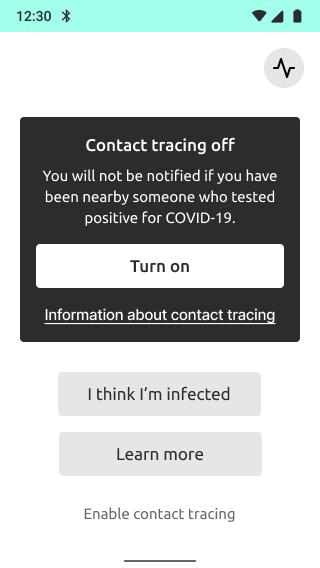 12:30
Contact tracing off
You will not be notified if you have
been nearby someone who tested
positive for COVID-19.
Turn on
Information about contact tracing
I think I’m infected
Learn more
Enable contact tracing